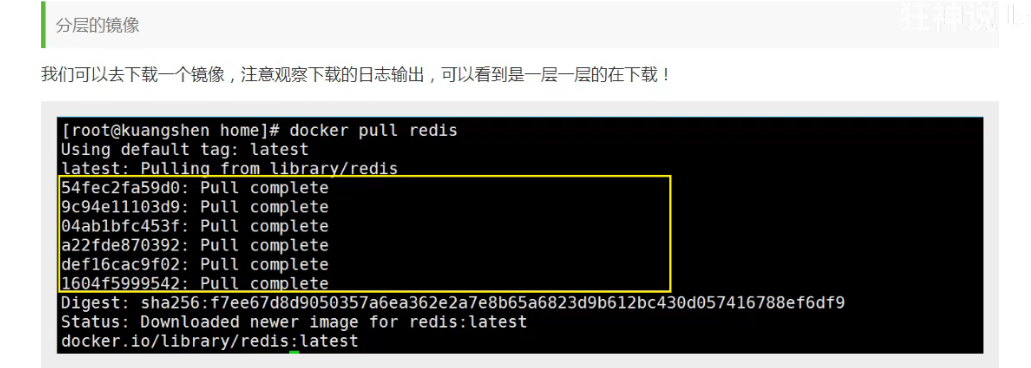 狂神说
分层的镜像
我们可以去下载一个镜像，注意观察下载的日志输出，可以看到是一层一层的在下载！
[root@kuangshen home]# docker pull redis
Using default tag: latest
latest: Pulling from library/redis
54fec2fa59d0: Pull complete
9c94e11103d9: Pull complete
04ab1bfc453f: Pull complete
a22fde870392: Pull complete
def16cac9f02: Pull complete
1604f5999542: Pull complete
Digest: sha256:f7ee67d8d9050357a6ea362e2a7e8b65a6823d9b612bc430d057416788ef6df9
Status: Downloaded newer image for redis:latest
docker.io/library/redis:latest